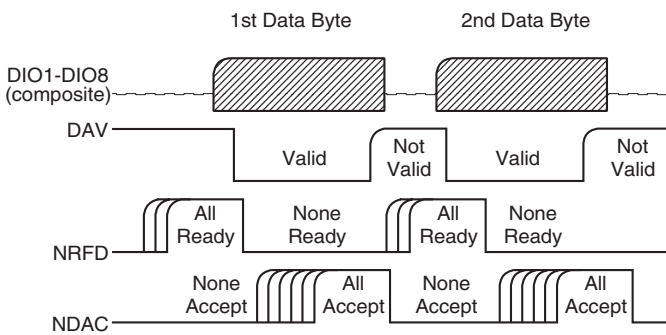 1st Data Byte 2nd Data Byte
DIO1-DIO8
(composite)
DAV
Valid
Not
Valid
Valid
Not
Valid
NRFD
All
Ready
None
Ready
All
Ready
None
Ready
NDAC
None
Accept
All
Accept
None
Accept
All
Accept